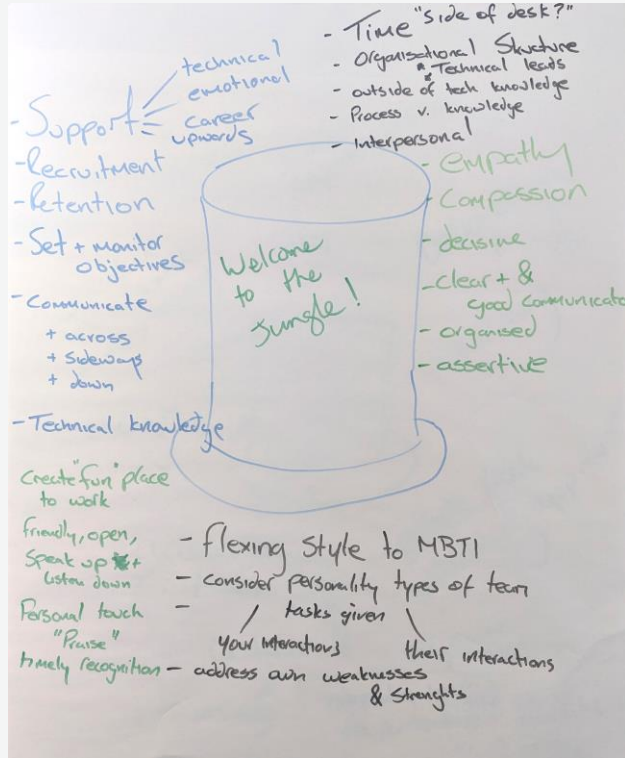 - Time "Side of desk?"
- Organisational Structure
" Technical leads
- outside of tech knowledge
- Process v. knowledge
- Interpersonal
technical
emotional
- Support
career
upwards
- Recruitment
- Retention
- Set + monitor
objectives
- Communicate
+ across
+ sideways
+ down
- Technical knowledge
Welcome
to the
Jungle!
- empathy
- Compassion
- decisive
- clear + &
good communicato
- organised
- assertive
Create "fun" place
to work
friendly, open,
Speak up +
listen down
Personal touch
"Praise"
timely recognition
- flexing style to MBTI
- consider personality types of team
- tasks given
your interactions
their interactions
- address own weaknesses
& Strenghts